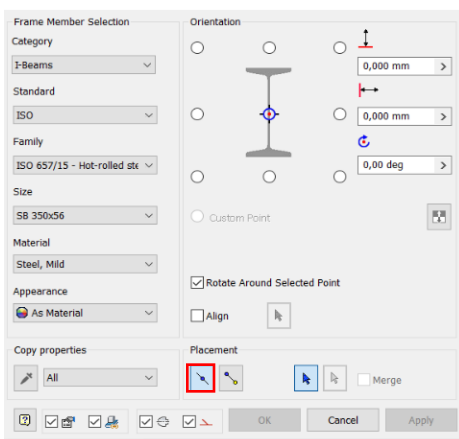 Frame Member Selection
Category
I-Beams
Standard
ISO
Family
ISO 657/15 - Hot-rolled ste
Size
SB 350x56
Material
Steel, Mild
Appearance
As Material
Copy properties
All
Orientation
0,000 mm
0,000 mm
0,00 deg
Custom Point
Rotate Around Selected Point
Align
Placement
Merge
OK
Cancel
Apply